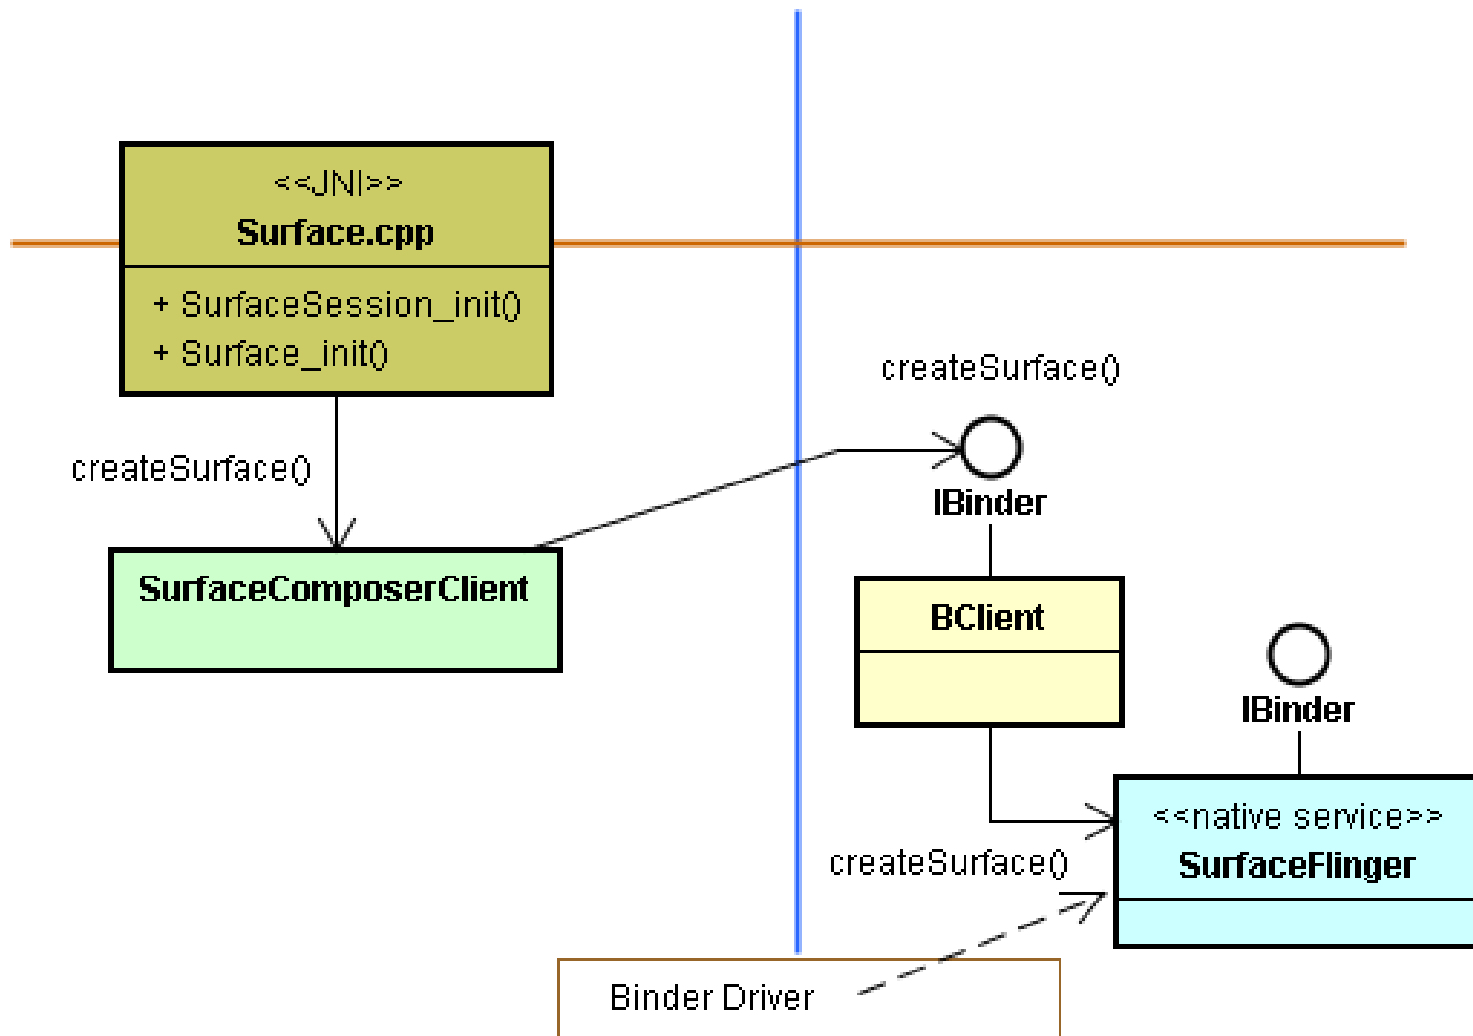 <<JNI>>
Surface.cpp
+ SurfaceSession_init()
+ Surface_init()
createSurface()
createSurface()
IBinder
SurfaceComposerClient
BClient
IBinder
<<native service>>
SurfaceFlinger
createSurface()
Binder Driver